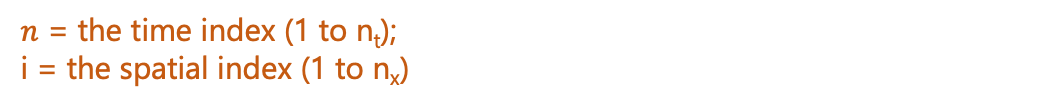 n = the time index (1 to nₜ);
i = the spatial index (1 to nₓ)